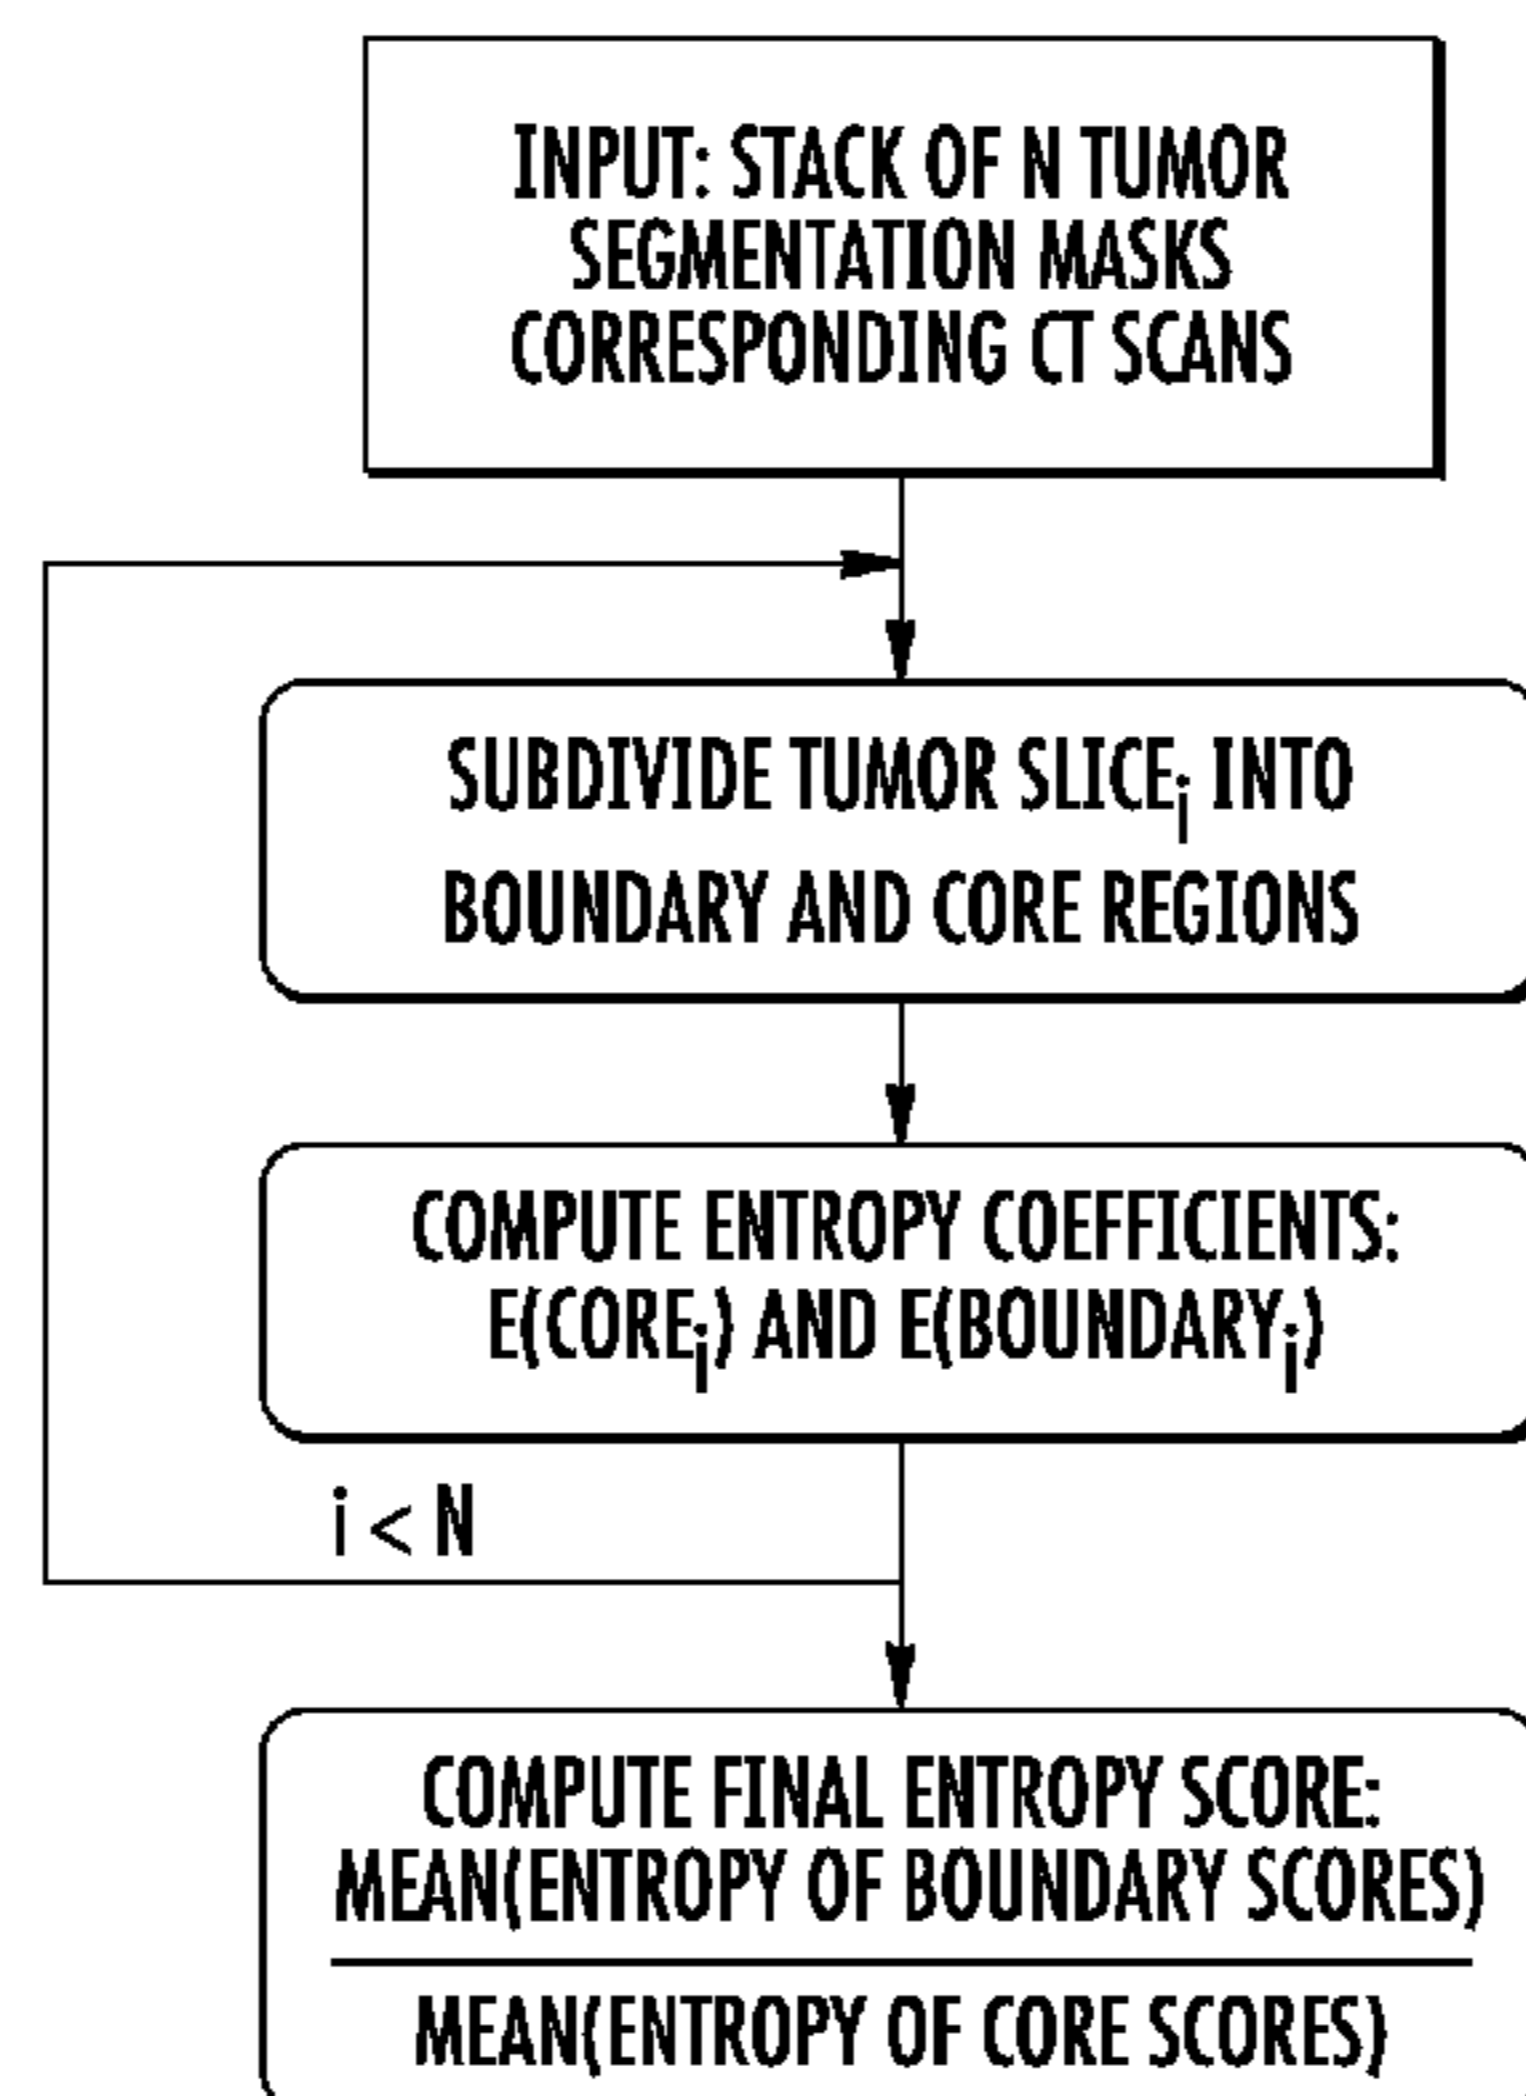 INPUT: STACK OF N TUMOR
SEGMENTATION MASKS
CORRESPONDING CT SCANS
SUBDIVIDE TUMOR SLICEi INTO
BOUNDARY AND CORE REGIONS
COMPUTE ENTROPY COEFFICIENTS:
E(COREi) AND E(BOUNDARYi)
i < N
COMPUTE FINAL ENTROPY SCORE:
MEAN(ENTROPY OF BOUNDARY SCORES)
MEAN(ENTROPY OF CORE SCORES)